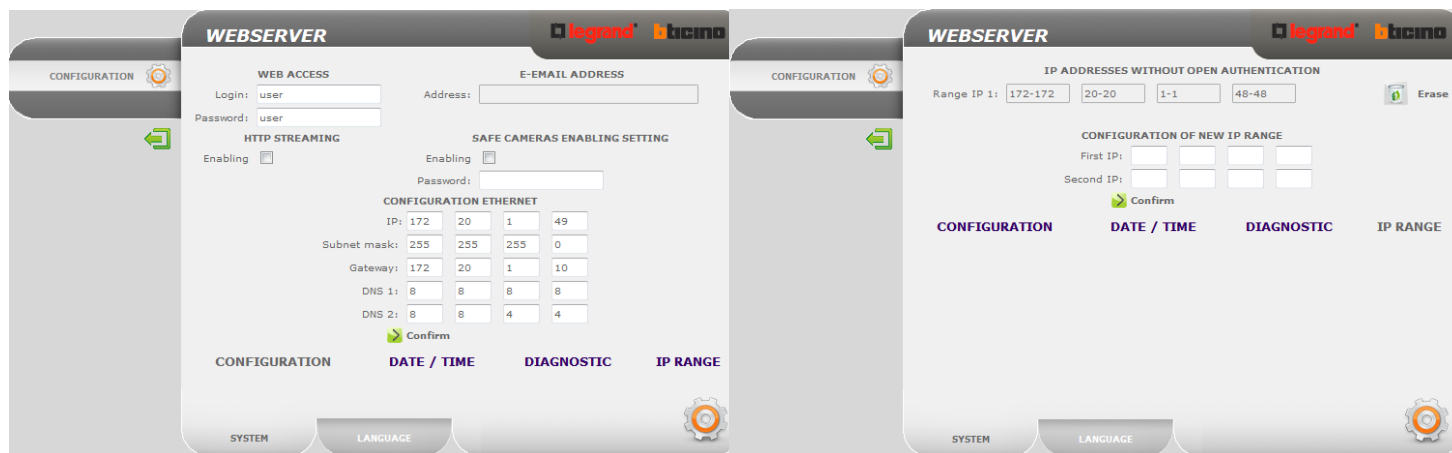 WEBSERVER
legrand bticino
CONFIGURATION
WEB ACCESS E-EMAIL ADDRESS
Login: user Address:
Password: user
HTTP STREAMING SAFE CAMERAS ENABLING SETTING
Enabling Enabling
Password:
CONFIGURATION ETHERNET
IP: 172 20 1 49
Subnet mask: 255 255 255 0
Gateway: 172 20 1 10
DNS 1: 8 8 8 8
DNS 2: 8 8 4 4
Confirm
CONFIGURATION DATE / TIME DIAGNOSTIC IP RANGE
SYSTEM LANGUAGE
WEBSERVER
legrand bticino
CONFIGURATION
IP ADDRESSES WITHOUT OPEN AUTHENTICATION
Range IP 1: 172-172 20-20 1-1 48-48 Erase
CONFIGURATION OF NEW IP RANGE
First IP:
Second IP:
Confirm
CONFIGURATION DATE / TIME DIAGNOSTIC IP RANGE
SYSTEM LANGUAGE